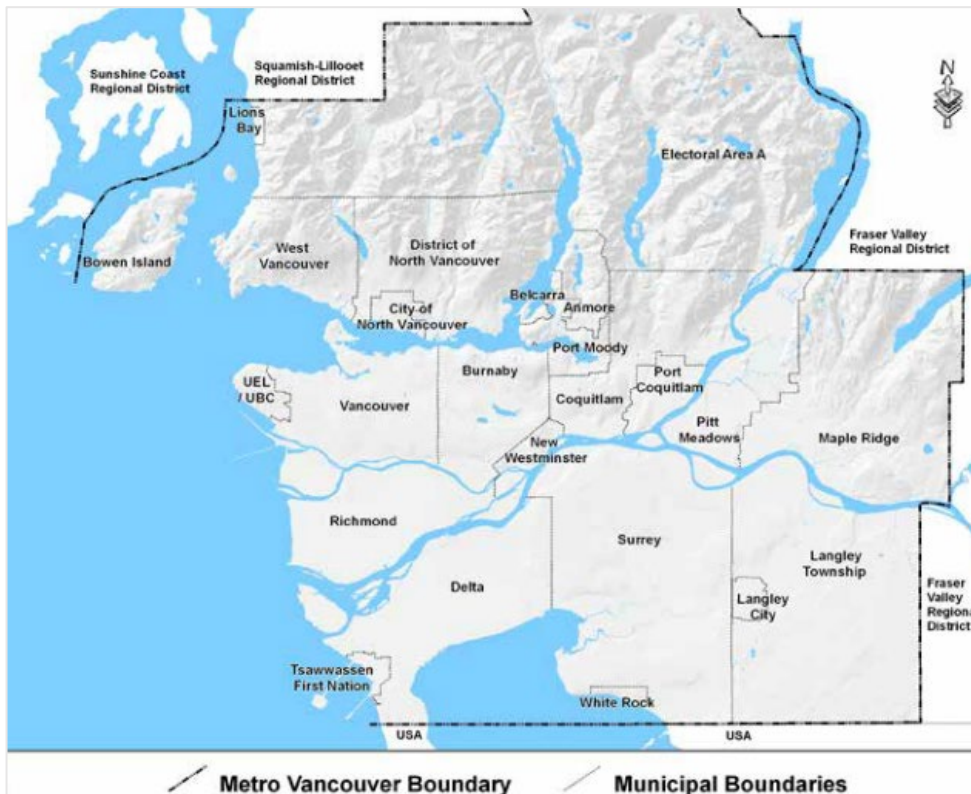 Sunshine Coast
Regional District
Squamish-Lillooet
Regional District
N
Lions
Bay
Electoral Area A
Fraser Valley
Regional District
Bowen Island
West
Vancouver
District of
North Vancouver
Belcarra
Anmore
City of
North Vancouver
Port Moody
UEL
/ UBC
Vancouver
Burnaby
Coquitlam
Port
Coquitlam
Pitt
Meadows
Maple Ridge
New
Westminster
Richmond
Surrey
Langley
Township
Delta
Langley
City
Fraser
Valley
Regional
District
Tsawwassen
First Nation
White Rock
USA
USA
Metro Vancouver Boundary
Municipal Boundaries